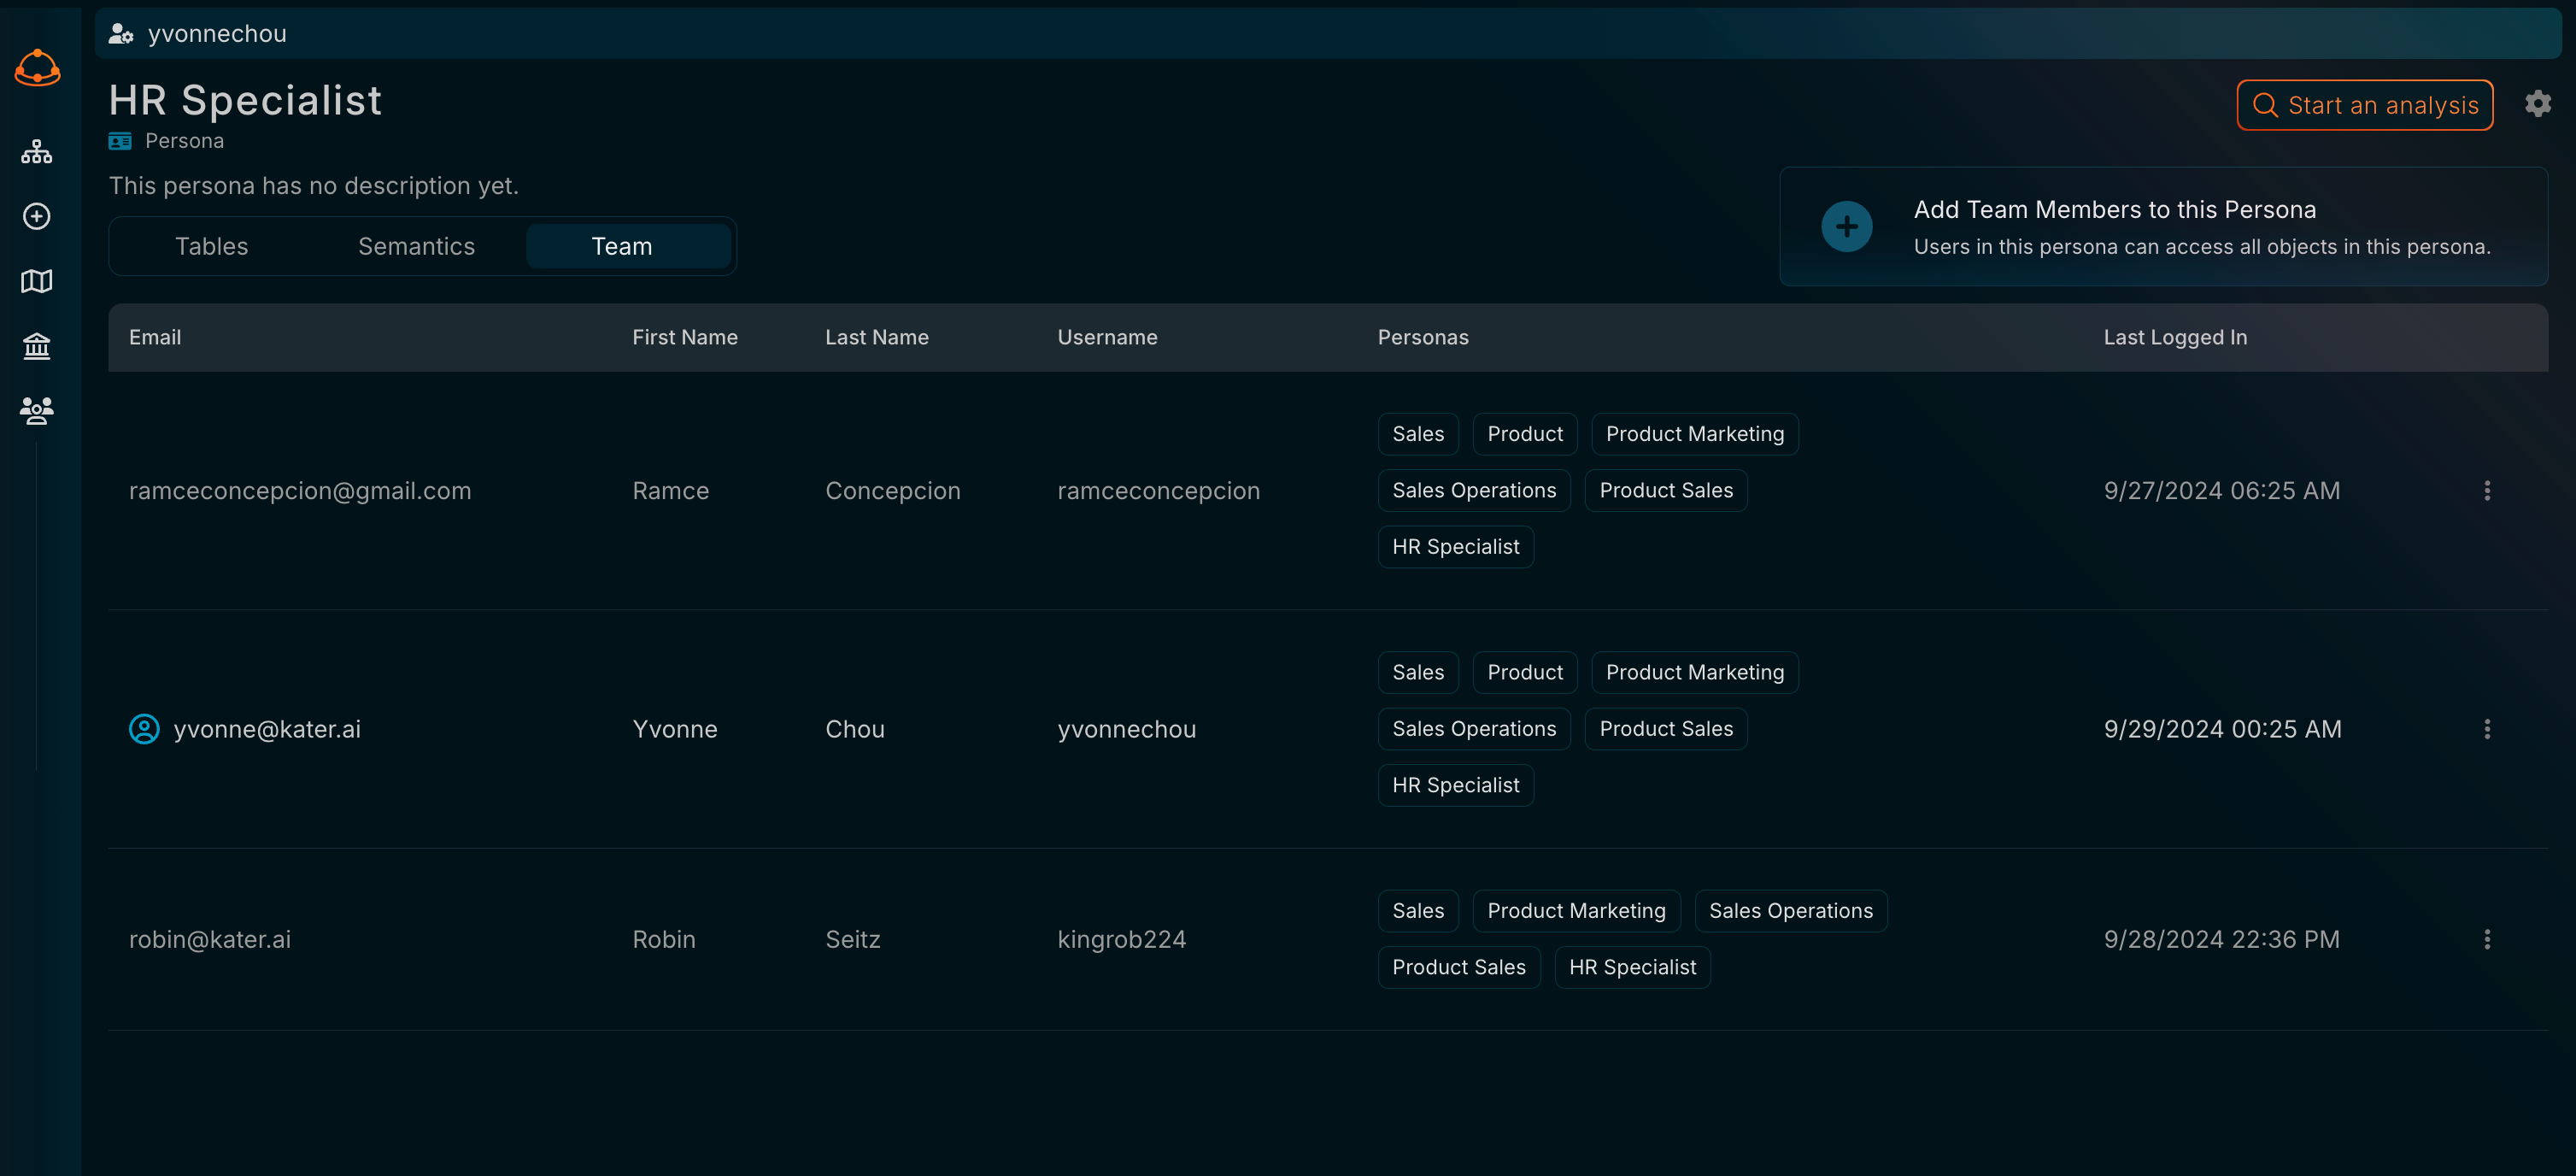 yvonnechou
HR Specialist
Start an analysis
Persona
This persona has no description yet.
Add Team Members to this Persona
Users in this persona can access all objects in this persona.
Tables Semantics Team
Email First Name Last Name Username Personas Last Logged In
Sales Product Product Marketing
ramceconcepcion@gmail.com Ramce Concepcion ramceconcepcion Sales Operations Product Sales 9/27/2024 06:25 AM
HR Specialist
Sales Product Product Marketing
yvonne@kater.ai Yvonne Chou yvonnechou Sales Operations Product Sales 9/29/2024 00:25 AM
HR Specialist
Sales Product Marketing Sales Operations
robin@kater.ai Robin Seitz kingrob224 9/28/2024 22:36 PM
Product Sales HR Specialist